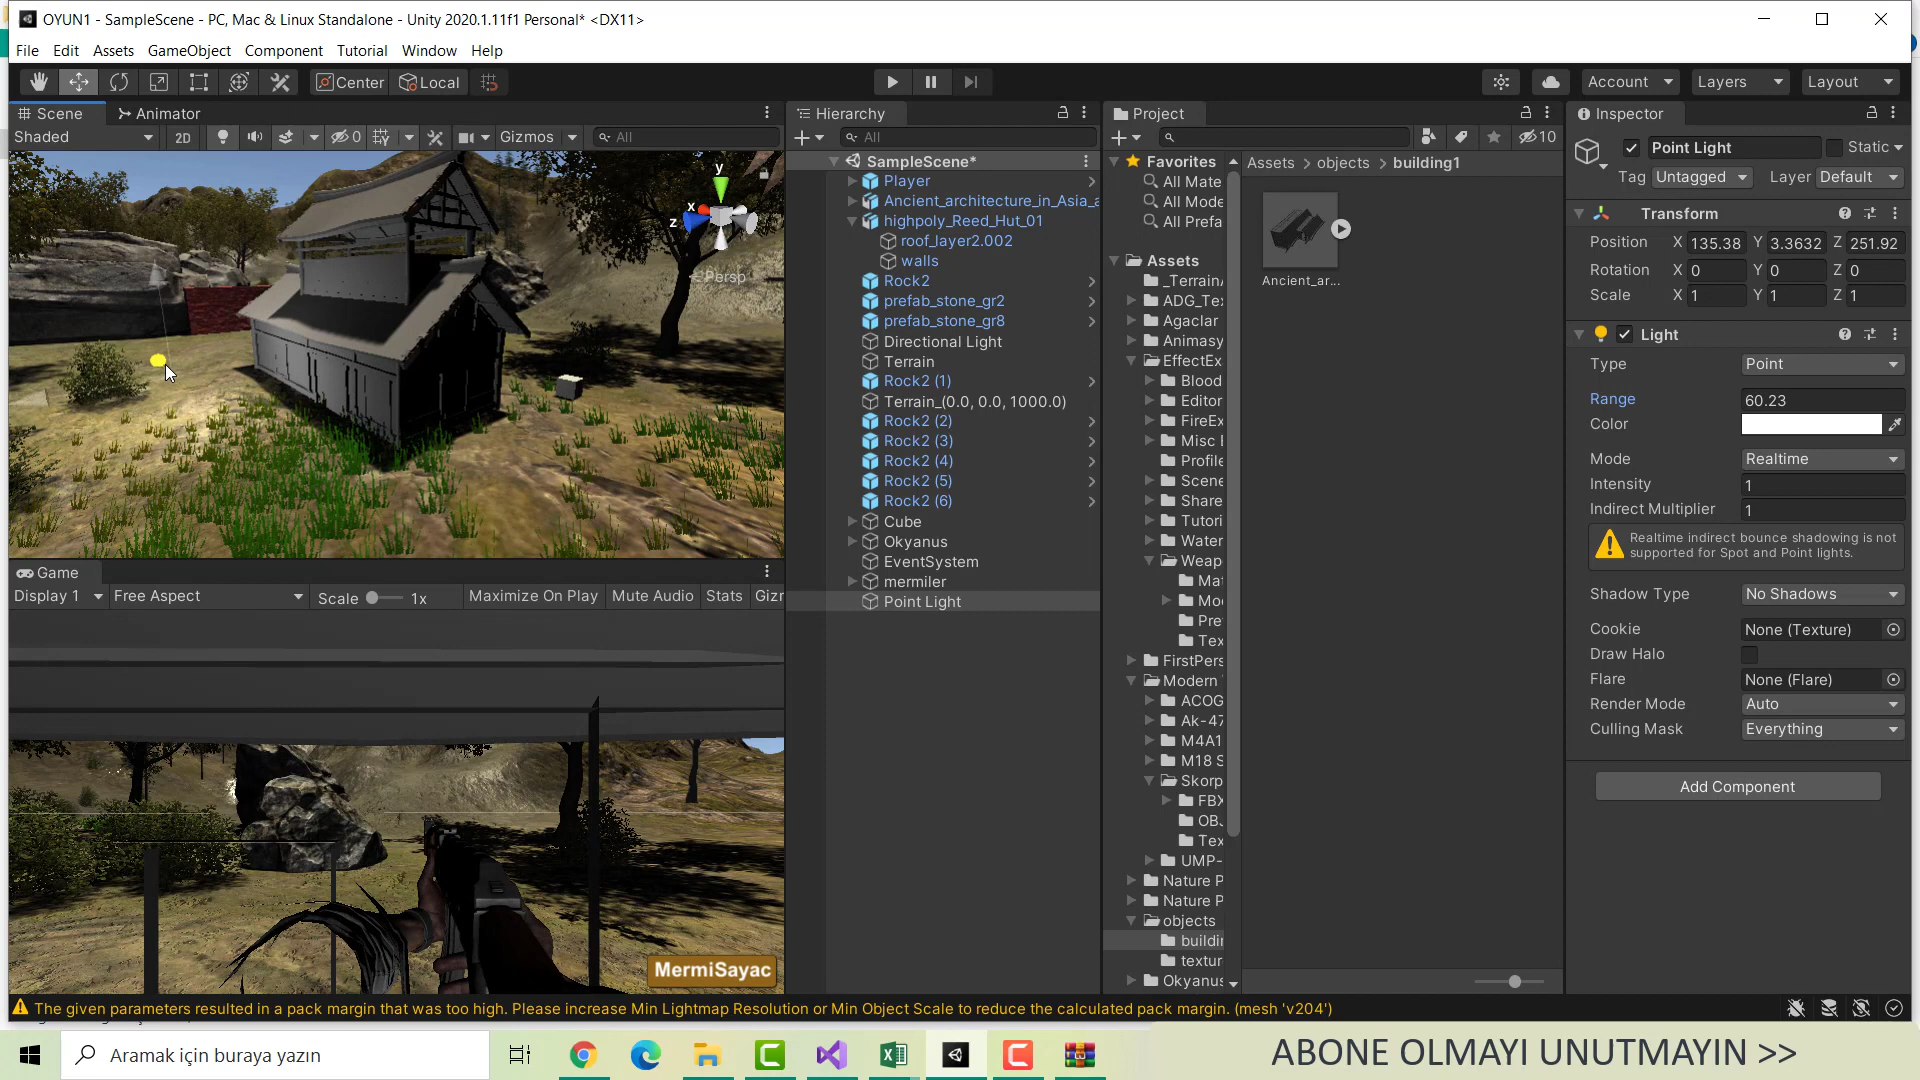 OYUN1 - SampleScene - PC, Mac & Linux Standalone - Unity 2020.1.11f1 Personal* <DX11>
File Edit Assets GameObject Component Tutorial Window Help
Center Local Account Layers Layout
Scene Animator
Shaded 2D 0 Gizmos All
y
x
z
Persp
Game
Display 1 Free Aspect Scale 1x Maximize On Play Mute Audio Stats Gizr
MermiSayac
Hierarchy
All
SampleScene*
Player
Ancient_architecture_in_Asia_a
highpoly_Reed_Hut_01
roof_layer2.002
walls
Rock2
prefab_stone_gr2
prefab_stone_gr8
Directional Light
Terrain
Rock2 (1)
Terrain_(0.0, 0.0, 1000.0)
Rock2 (2)
Rock2 (3)
Rock2 (4)
Rock2 (5)
Rock2 (6)
Cube
Okyanus
EventSystem
mermiler
Point Light
Project
10
Favorites
All Mate
All Mode
All Prefa
Assets
_Terrain
ADG_Te
Agaclar
Animasy
EffectEx
Blood
Editor
FireEx
Misc
Profile
Scene
Share
Tutori
Water
Weap
Mat
Mod
Pre
Tex
FirstPers
Modern
ACOG
Ak-47
M4A1
M18 S
Skorp
FBX
OBJ
Tex
UMP-
Nature P
Nature P
objects
buildin
textur
Okyanus
Assets > objects > building1
Ancient_ar...
Inspector
Point Light Static
Tag Untagged Layer Default
Transform
Position X 135.38 Y 3.3632 Z 251.92
Rotation X 0 Y 0 Z 0
Scale X 1 Y 1 Z 1
Light
Type Point
Range 60.23
Color
Mode Realtime
Intensity 1
Indirect Multiplier 1
Realtime indirect bounce shadowing is not
supported for Spot and Point lights.
Shadow Type No Shadows
Cookie None (Texture)
Draw Halo
Flare None (Flare)
Render Mode Auto
Culling Mask Everything
Add Component
The given parameters resulted in a pack margin that was too high. Please increase Min Lightmap Resolution or Min Object Scale to reduce the calculated pack margin. (mesh 'v204')
Aramak için buraya yazın
ABONE OLMAYI UNUTMAYIN >>